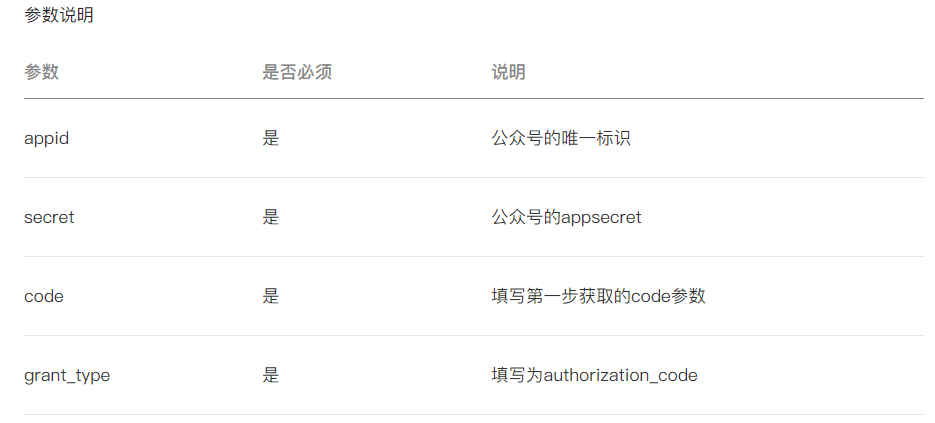 参数说明
参数 是否必须 说明
appid 是 公众号的唯一标识
secret 是 公众号的appsecret
code 是 填写第一步获取的code参数
grant_type 是 填写为authorization_code